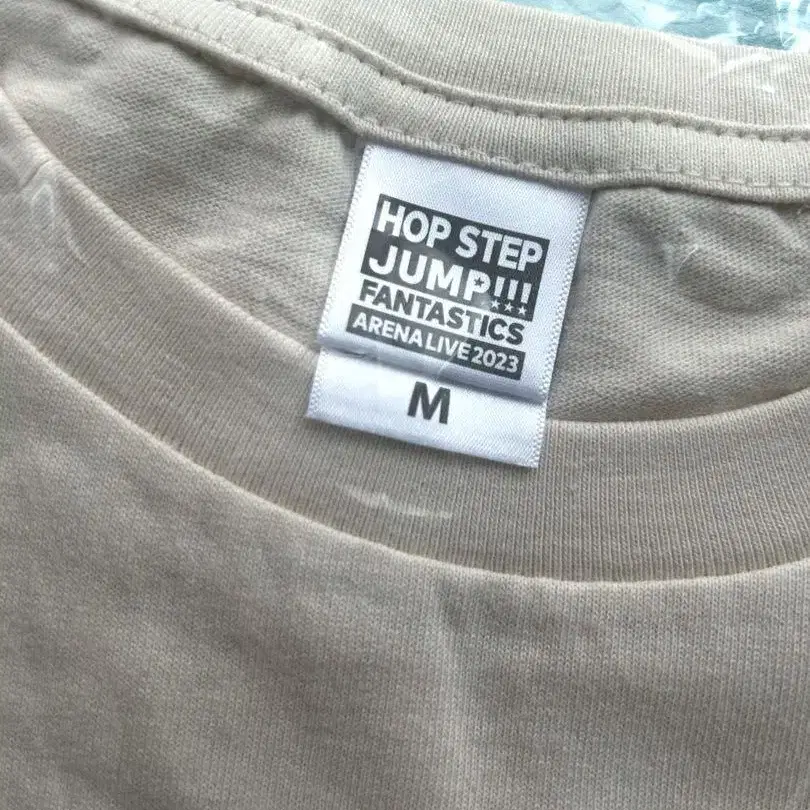 HOP STEP
JUMP!!!
FANTASTICS
ARENA LIVE 2023
M